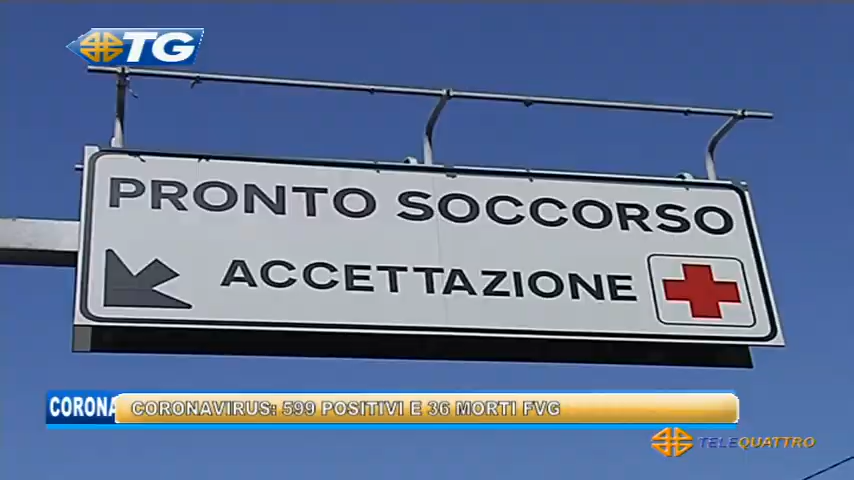 TG
PRONTO SOCCORSO
ACCETTAZIONE
CORONA
CORONAVIRUS: 599 POSITIVI E 36 MORTI FVG
TELEQUATTRO